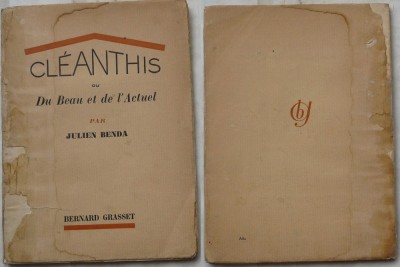 CLÉANTHIS
OU
Du Beau et de l'Actuel
PAR
JULIEN BENDA
BERNARD GRASSET